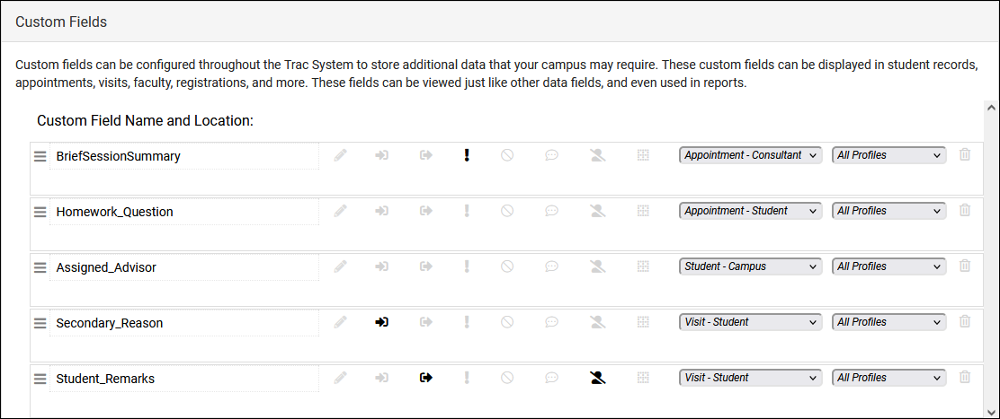 Custom Fields
Custom fields can be configured throughout the Trac System to store additional data that your campus may require. These custom fields can be displayed in student records,
appointments, visits, faculty, registrations, and more. These fields can be viewed just like other data fields, and even used in reports.
Custom Field Name and Location:
BriefSessionSummary Appointment - Consultant All Profiles
Homework_Question Appointment - Student All Profiles
Assigned_Advisor Student - Campus All Profiles
Secondary_Reason Visit - Student All Profiles
Student_Remarks Visit - Student All Profiles